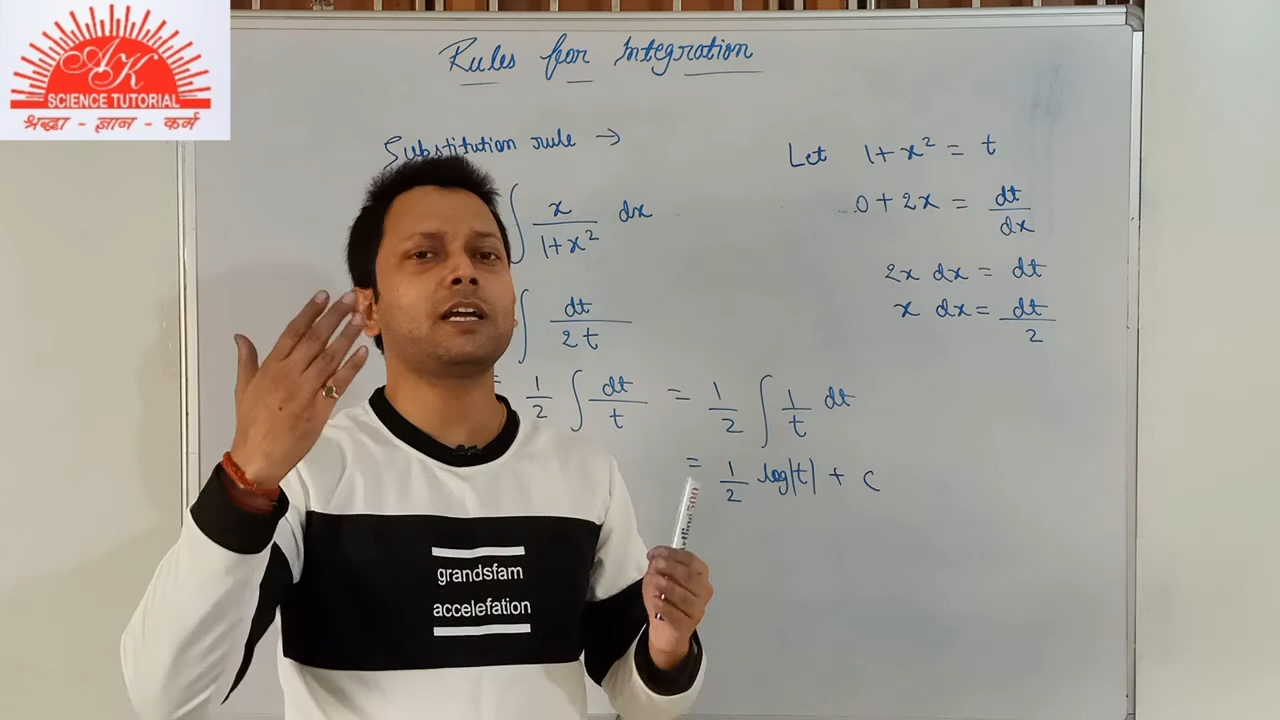 AK
SCIENCE TUTORIAL
श्रद्धा - ज्ञान - कर्म
Rules for Integration
Substitution rule →
∫ x/(1+x²) dx
∫ dt/2t
= 1/2 ∫ dt/t = 1/2 ∫ 1/t dt
= 1/2 log|t| + c
Let 1+x² = t
0+2x = dt/dx
2x dx = dt
x dx = dt/2
grandsfam
accelefation